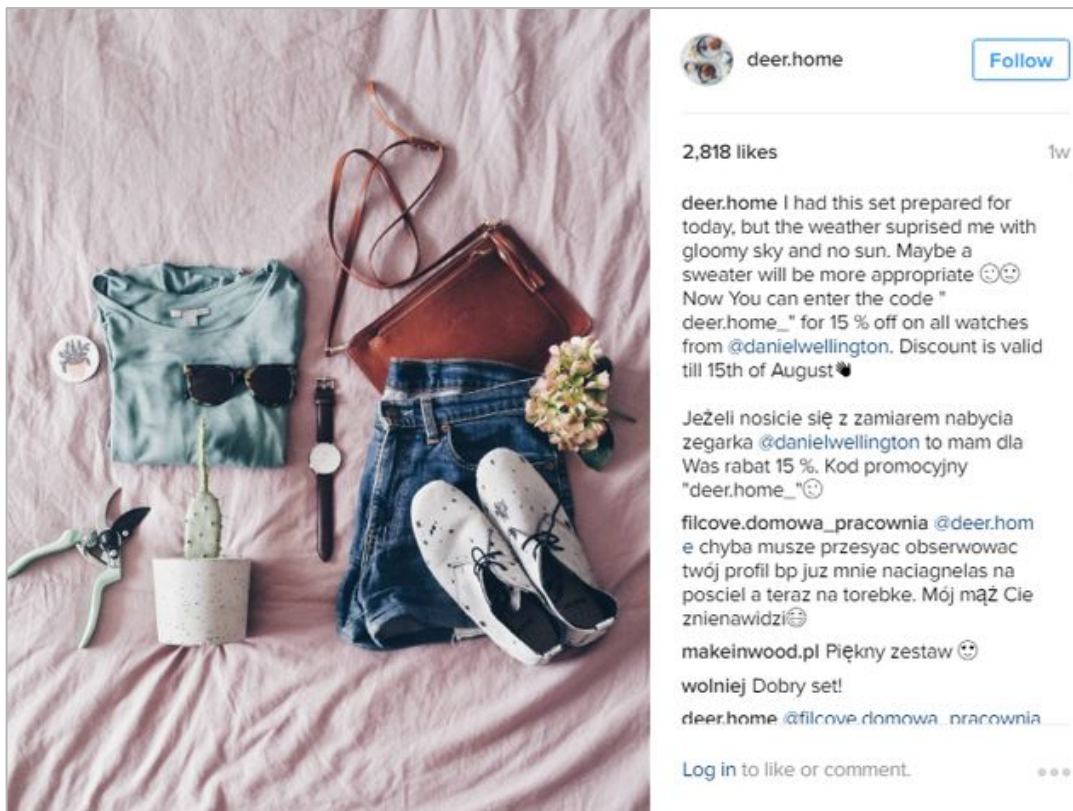 deer.home
Follow
2,818 likes
1w
deer.home I had this set prepared for
today, but the weather suprised me with
gloomy sky and no sun. Maybe a
sweater will be more appropriate
Now You can enter the code "
deer.home_" for 15 % off on all watches
from @danielwellington. Discount is valid
till 15th of August
Jeżeli nosicie się z zamiarem nabycia
zegarka @danielwellington to mam dla
Was rabat 15 %. Kod promocyjny
"deer.home_"
filcove.domowa_pracownia @deer.hom
e chyba musze przesyac obserwowac
twój profil bp juz mnie naciagnelas na
posciel a teraz na torebke. Mój mąż Cie
znienawidzi
makeinwood.pl Piękny zestaw
wolniej Dobry set!
deer.home @filcove.domowa_pracownia
Log in to like or comment.